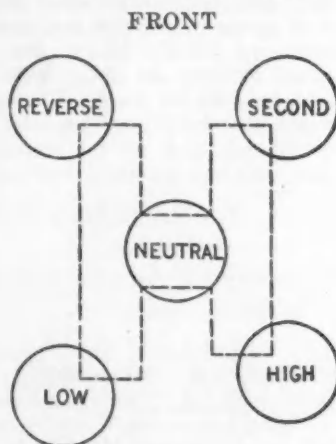 FRONT
REVERSE
SECOND
NEUTRAL
LOW
HIGH